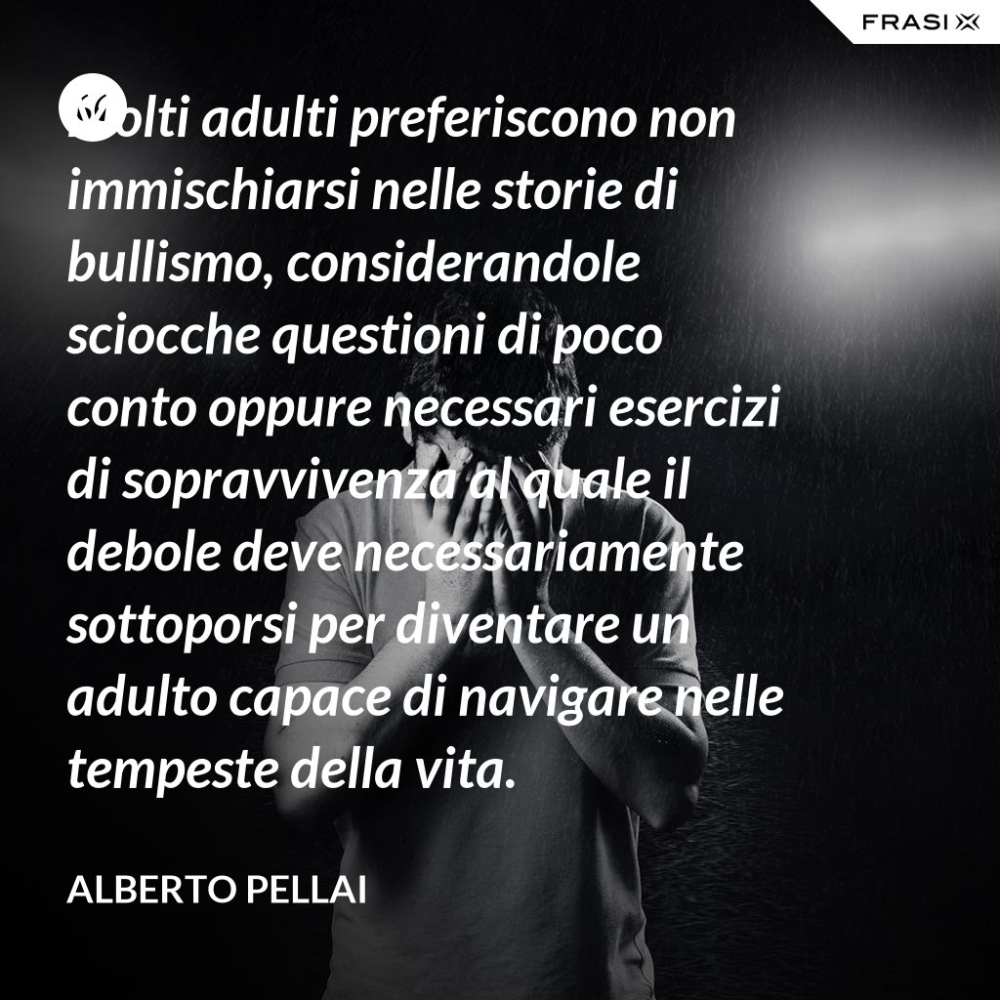 FRASI X
Molti adulti preferiscono non
immischiarsi nelle storie di
bullismo, considerandole
sciocche questioni di poco
conto oppure necessari esercizi
di sopravvivenza al quale il
debole deve necessariamente
sottoporsi per diventare un
adulto capace di navigare nelle
tempeste della vita.
ALBERTO PELLAI